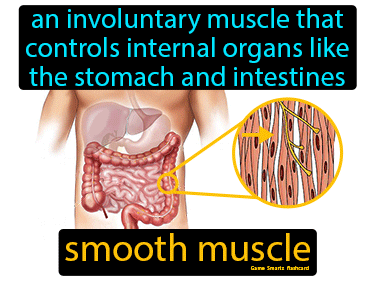 an involuntary muscle that
controls internal organs like
the stomach and intestines
smooth muscle
Game Smartz flashcard